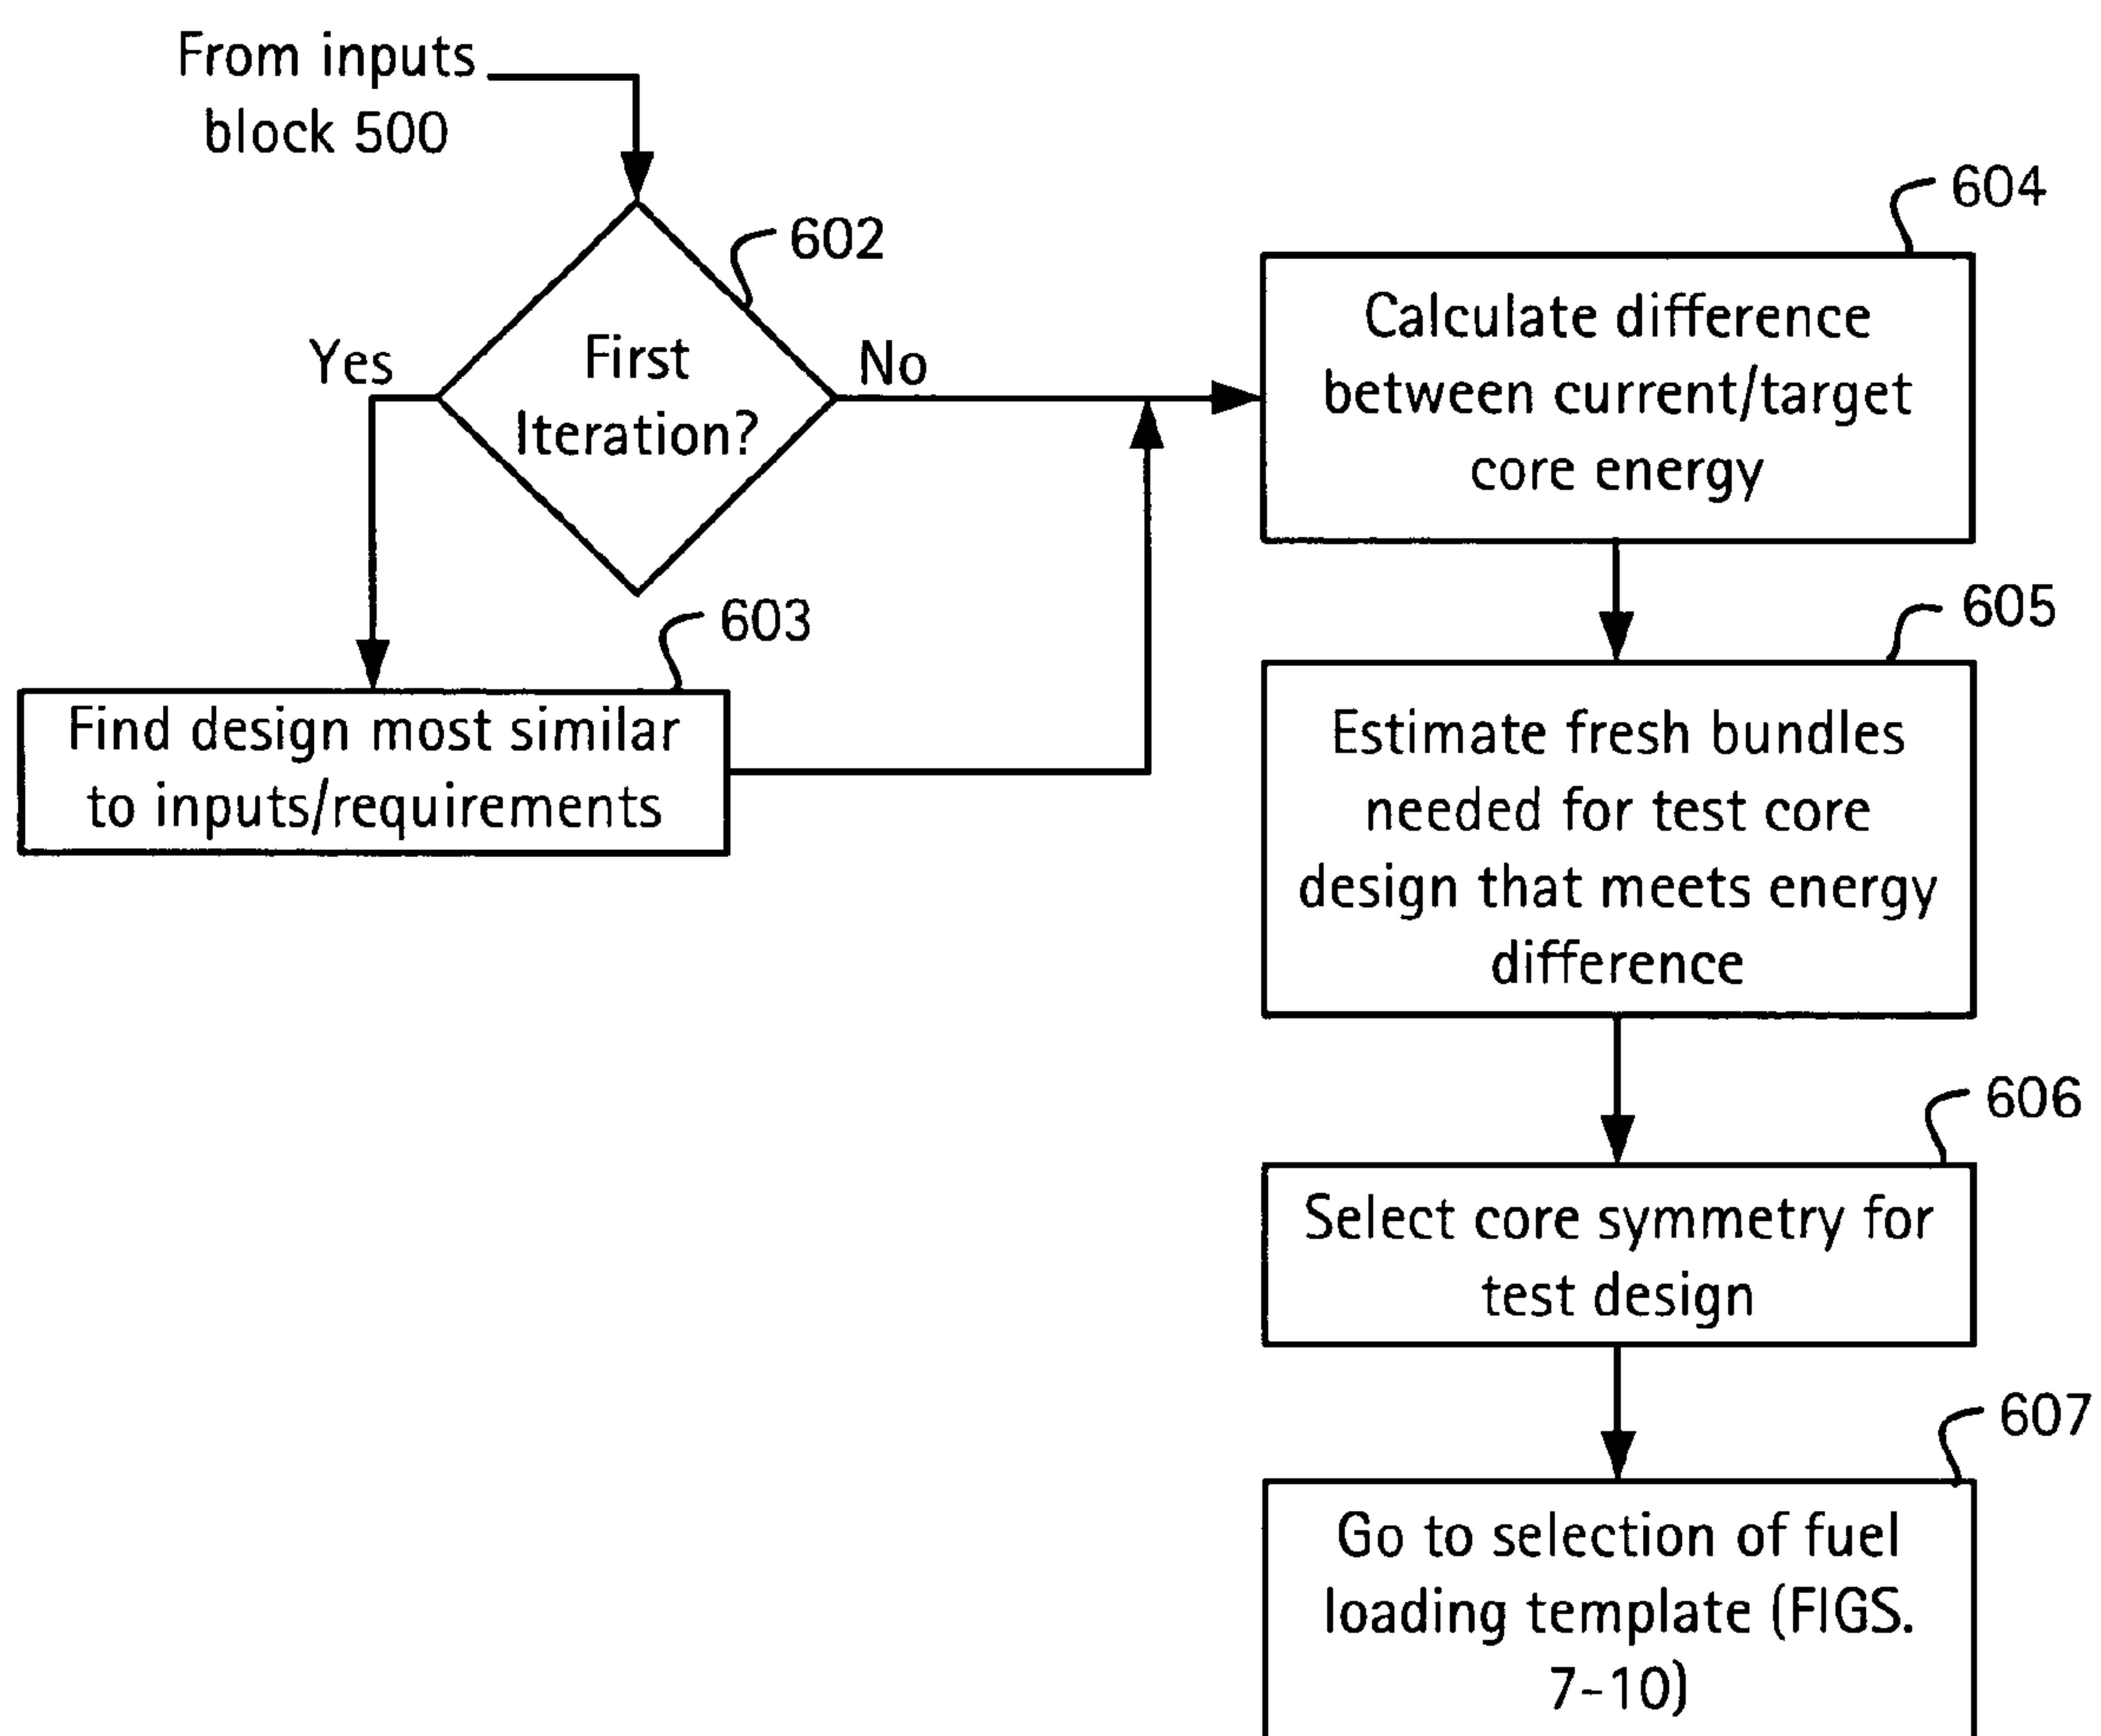 From inputs
block 500
602
First
Iteration?
Yes
No
603
Find design most similar
to inputs/requirements
604
Calculate difference
between current/target
core energy
605
Estimate fresh bundles
needed for test core
design that meets energy
difference
606
Select core symmetry for
test design
607
Go to selection of fuel
loading template (FIGS.
7-10)